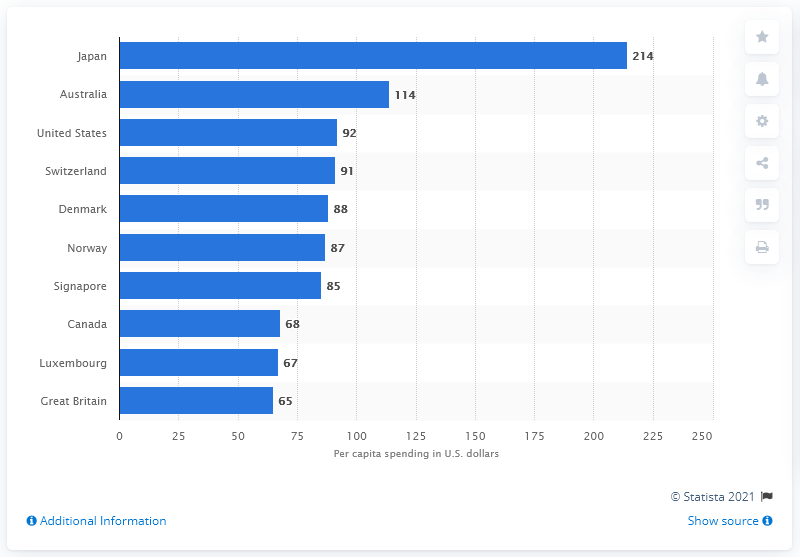 Japan 214
Australia 114
United States 92
Switzerland 91
Denmark 88
Norway 87
Signapore 85
Canada 68
Luxembourg 67
Great Britain 65
0 25 50 75 100 125 150 175 200 225 250
Per capita spending in U.S. dollars
© Statista 2021
Additional Information Show source